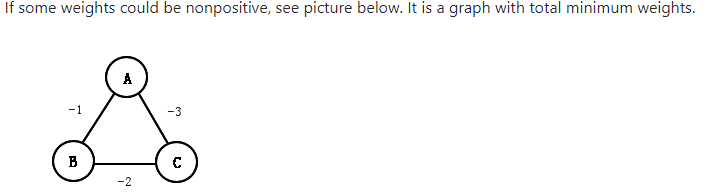 If some weights could be nonpositive, see picture below. It is a graph with total minimum weights.
A
-1
-3
B
C
-2